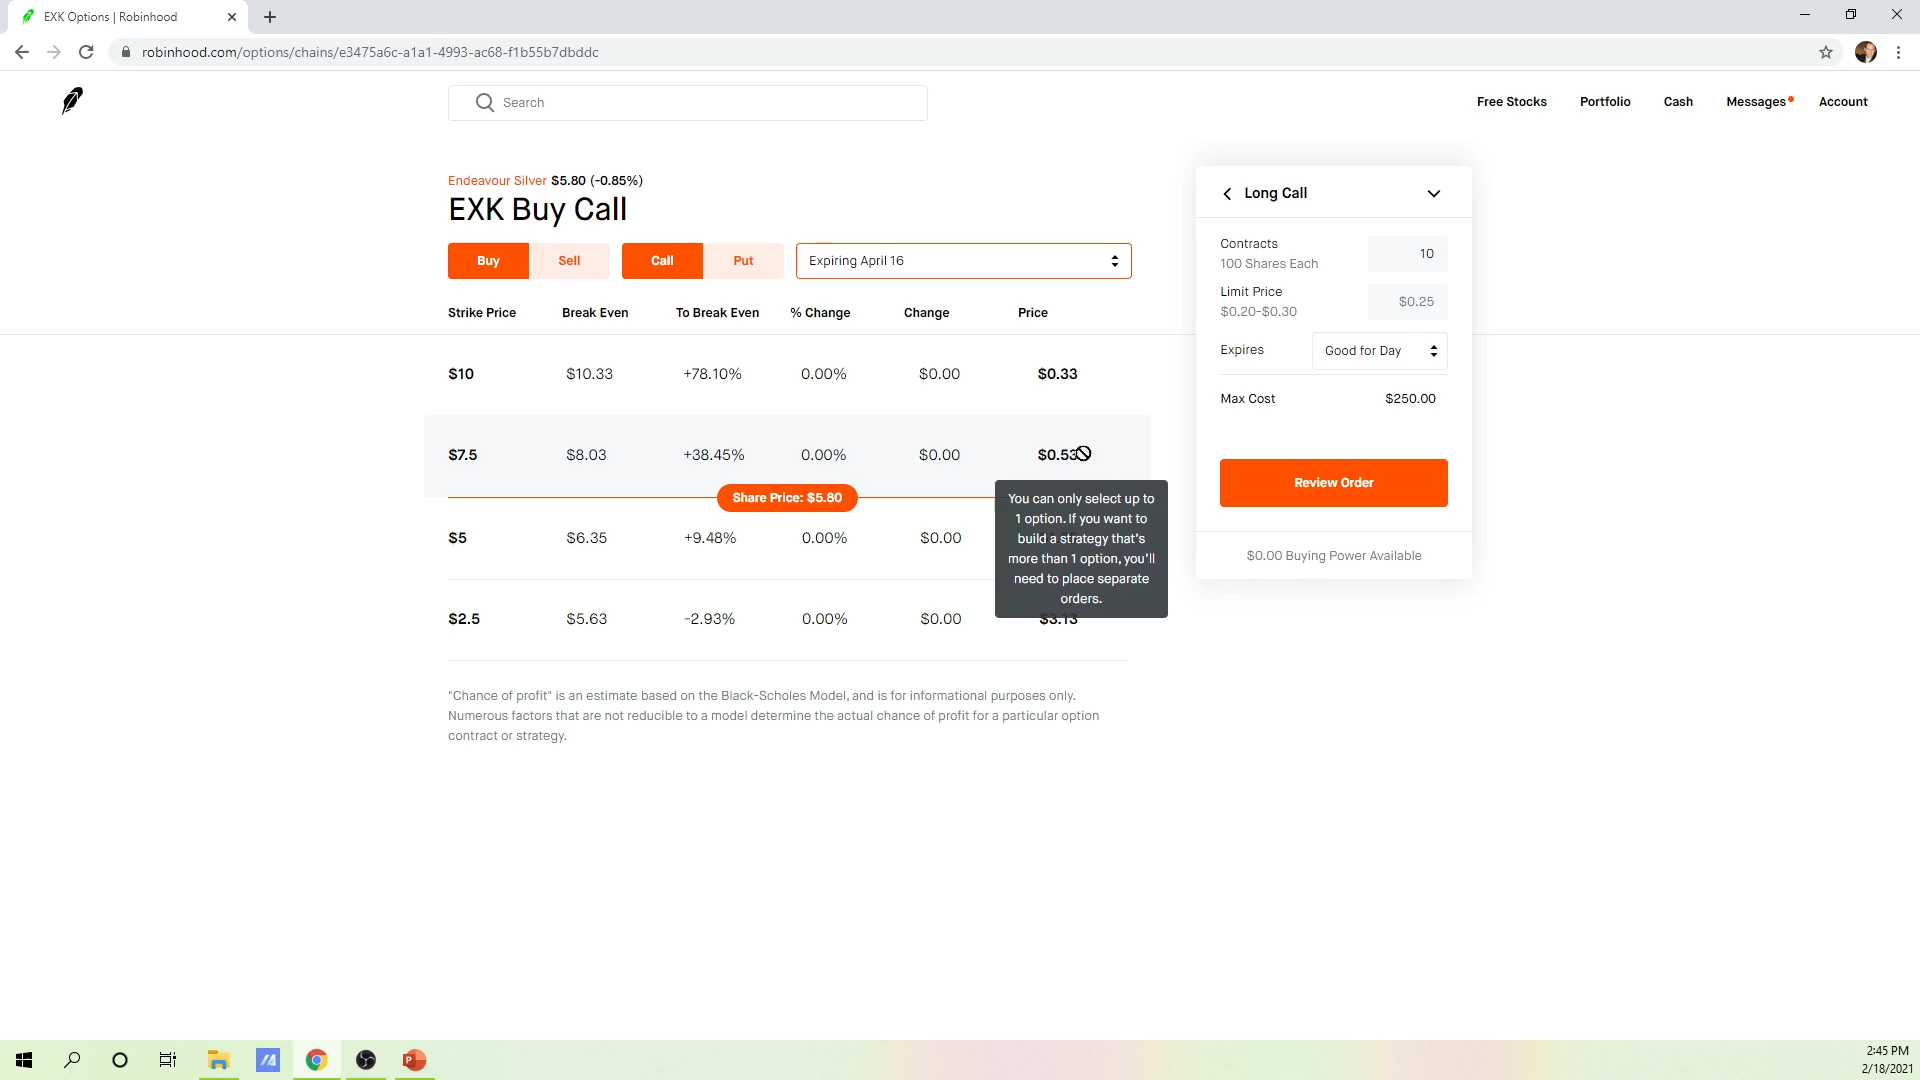 EXK Options | Robinhood
robinhood.com/options/chains/e3475a6c-a1a1-4993-ac68-f1b55b7dbddc
Search
Free Stocks Portfolio Cash Messages Account
Endeavour Silver $5.80 (-0.85%)
EXK Buy Call
Buy Sell Call Put Expiring April 16
Strike Price Break Even To Break Even % Change Change Price
$10 $10.33 +78.10% 0.00% $0.00 $0.33
$7.5 $8.03 +38.45% 0.00% $0.00 $0.53
Share Price: $5.80
$5 $6.35 +9.48% 0.00% $0.00
$2.5 $5.63 -2.93% 0.00% $0.00 $3.13
You can only select up to
1 option. If you want to
build a strategy that's
more than 1 option, you'll
need to place separate
orders.
"Chance of profit" is an estimate based on the Black-Scholes Model, and is for informational purposes only.
Numerous factors that are not reducible to a model determine the actual chance of profit for a particular option
contract or strategy.
Long Call
Contracts 10
100 Shares Each
Limit Price $0.25
$0.20-$0.30
Expires Good for Day
Max Cost $250.00
Review Order
$0.00 Buying Power Available
2:45 PM
2/18/2021